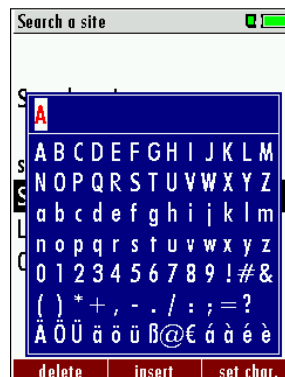 Search a site
A
A B C D E F G H I J K L M
N O P Q R S T U V W X Y Z
a b c d e f g h i j k l m
n o p q r s t u v w x y z
0 1 2 3 4 5 6 7 8 9 ! # &
( ) * + , - . / : ; = ?
Ä Ö Ü ä ö ü ß @ € á à é è
delete insert set char.